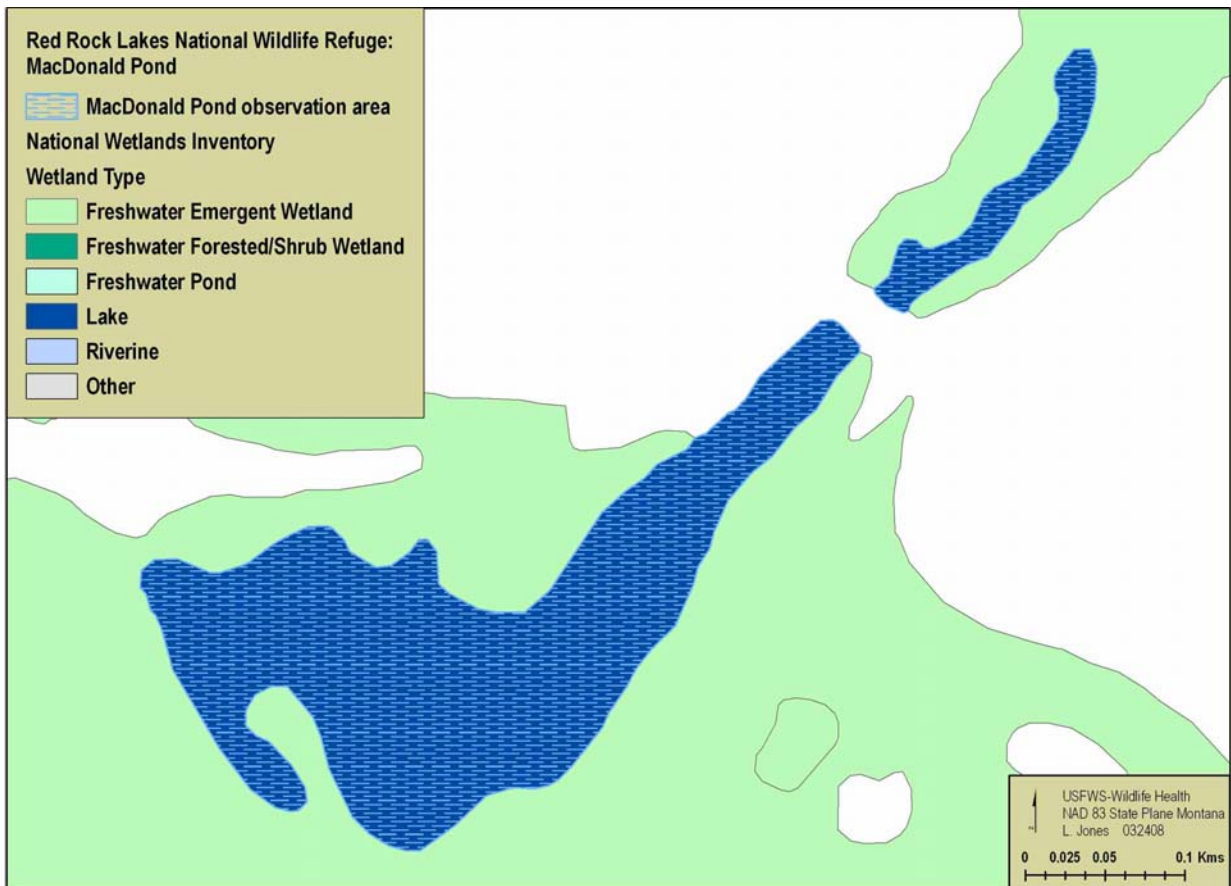 Red Rock Lakes National Wildlife Refuge:
MacDonald Pond
MacDonald Pond observation area
National Wetlands Inventory
Wetland Type
Freshwater Emergent Wetland
Freshwater Forested/Shrub Wetland
Freshwater Pond
Lake
Riverine
Other
USFWS-Wildlife Health
NAD 83 State Plane Montana
L. Jones 032408
0 0.025 0.05 0.1 Kms